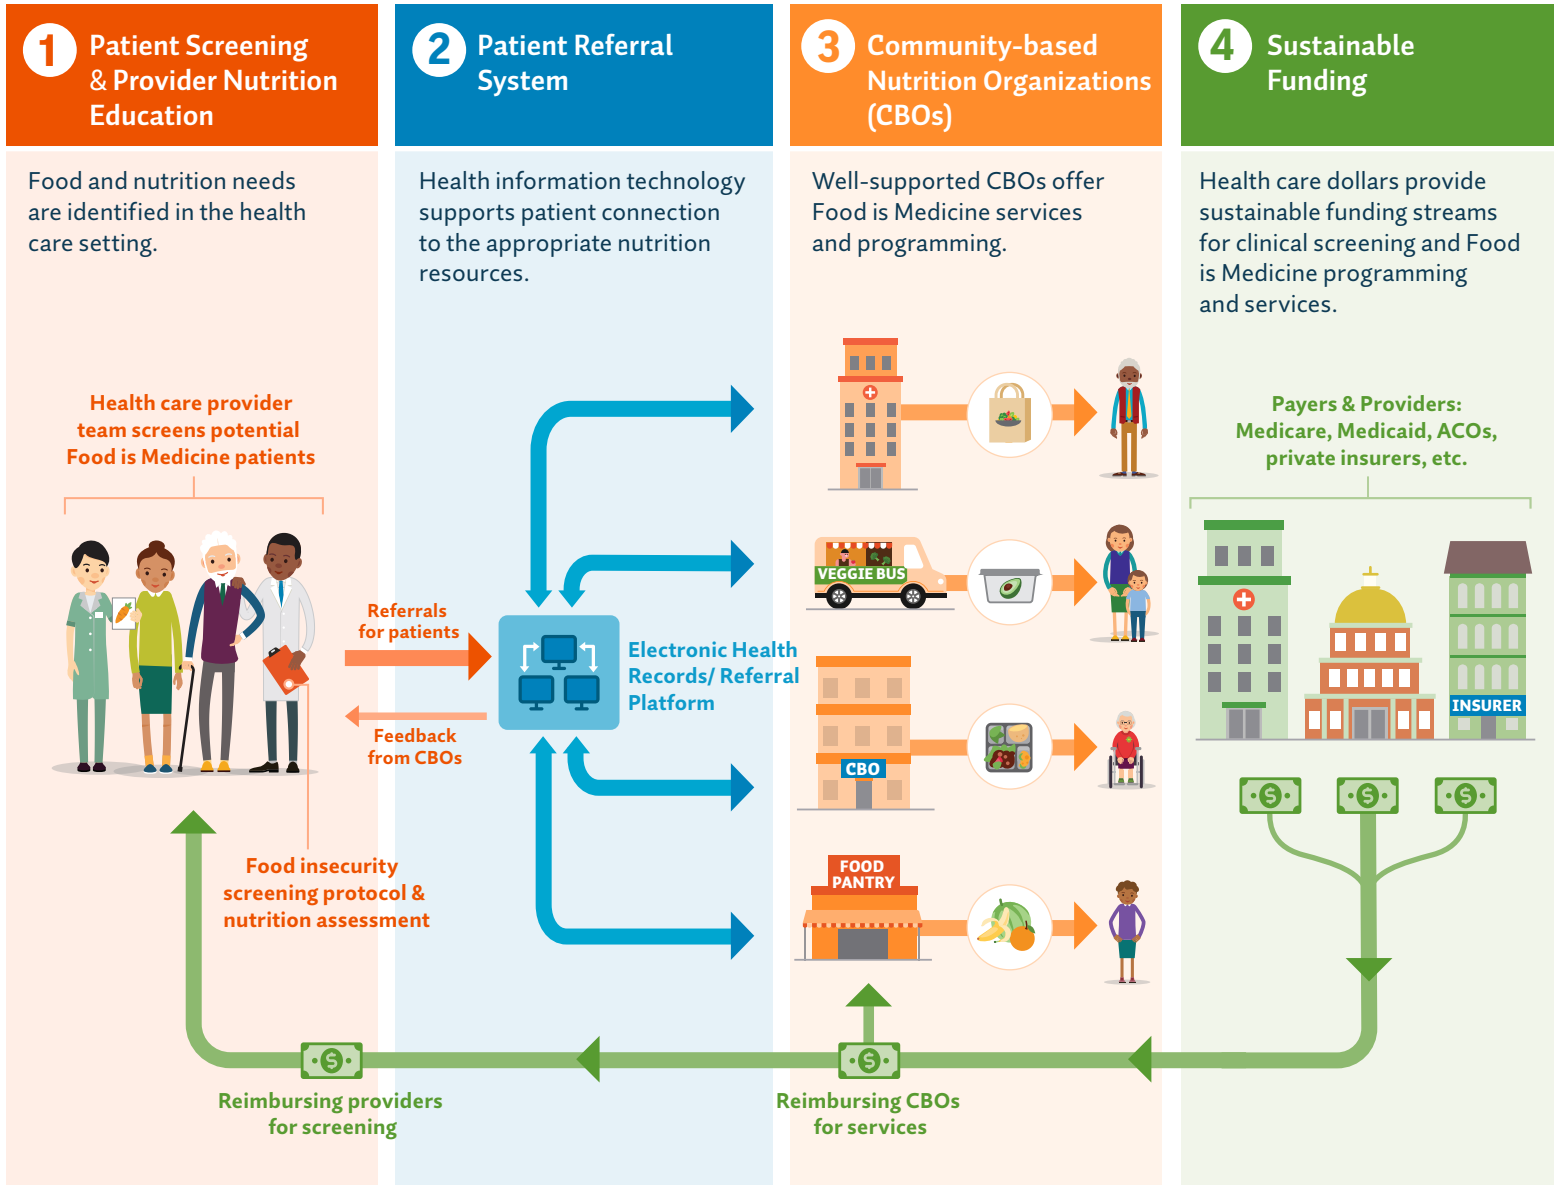 1
Patient Screening
& Provider Nutrition
Education
Food and nutrition needs
are identified in the health
care setting.
Health care provider
team screens potential
Food is Medicine patients
Referrals
for patients
Feedback
from CBOs
Food insecurity
screening protocol &
nutrition assessment
Reimbursing providers
for screening
2
Patient Referral
System
Health information technology
supports patient connection
to the appropriate nutrition
resources.
Electronic Health
Records/ Referral
Platform
3
Community-based
Nutrition Organizations
(CBOs)
Well-supported CBOs offer
Food is Medicine services
and programming.
VEGGIE BUS
CBO
FOOD
PANTRY
$
$
Reimbursing CBOs
for services
4
Sustainable
Funding
Health care dollars provide
sustainable funding streams
for clinical screening and Food
is Medicine programming
and services.
Payers & Providers:
Medicare, Medicaid, ACOs,
private insurers, etc.
INSURER
$
$
$